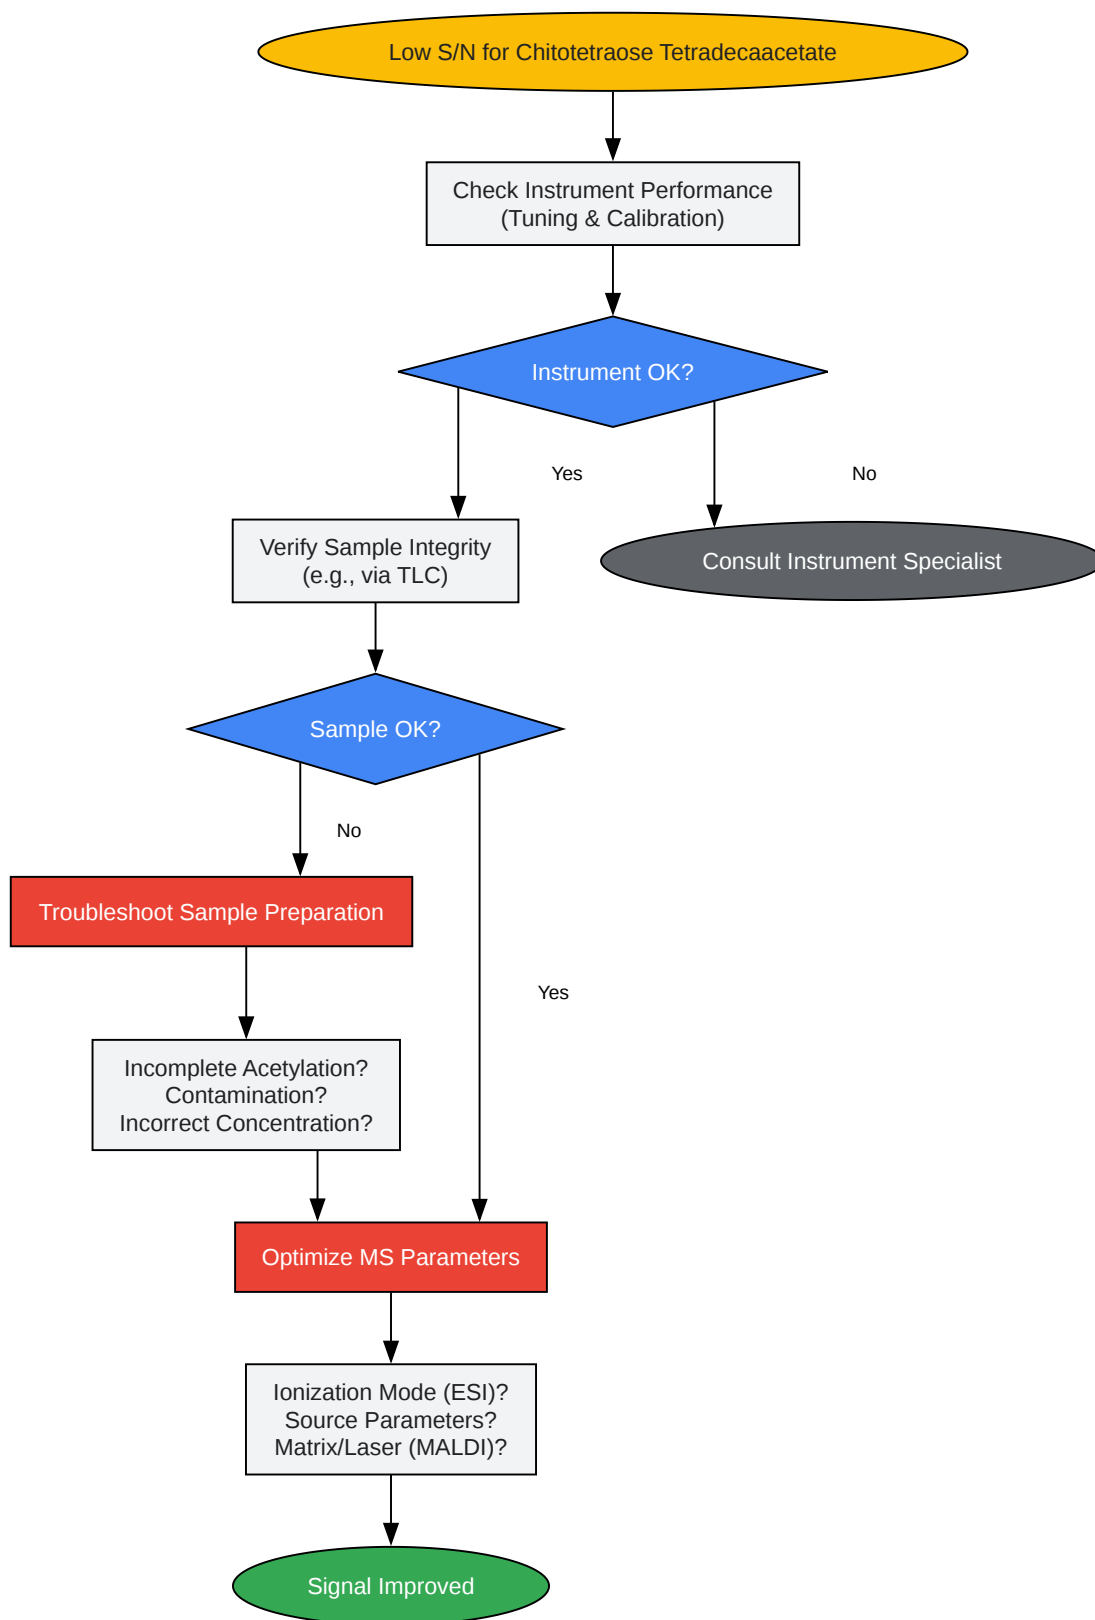 Low S/N for Chitotetraose Tetradecaacetate
Check Instrument Performance
(Tuning & Calibration)
Instrument OK?
Yes
No
Verify Sample Integrity
(e.g., via TLC)
Consult Instrument Specialist
Sample OK?
No
Troubleshoot Sample Preparation
Yes
Incomplete Acetylation?
Contamination?
Incorrect Concentration?
Optimize MS Parameters
Ionization Mode (ESI)?
Source Parameters?
Matrix/Laser (MALDI)?
Signal Improved